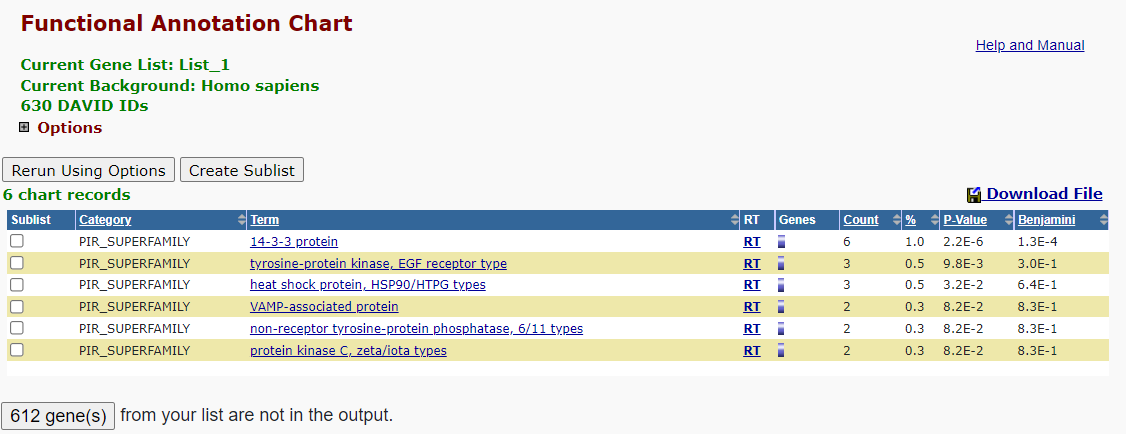 Functional Annotation Chart
Help and Manual
Current Gene List: List_1
Current Background: Homo sapiens
630 DAVID IDs
Options
Rerun Using Options Create Sublist
6 chart records
Download File
Sublist Category Term RT Genes Count % P-Value Benjamini
PIR_SUPERFAMILY 14-3-3 protein RT 6 1.0 2.2E-6 1.3E-4
PIR_SUPERFAMILY tyrosine-protein kinase, EGF receptor type RT 3 0.5 9.8E-3 3.0E-1
PIR_SUPERFAMILY heat shock protein, HSP90/HTPG types RT 3 0.5 3.2E-2 6.4E-1
PIR_SUPERFAMILY VAMP-associated protein RT 2 0.3 8.2E-2 8.3E-1
PIR_SUPERFAMILY non-receptor tyrosine-protein phosphatase, 6/11 types RT 2 0.3 8.2E-2 8.3E-1
PIR_SUPERFAMILY protein kinase C, zeta/iota types RT 2 0.3 8.2E-2 8.3E-1
612 gene(s) from your list are not in the output.